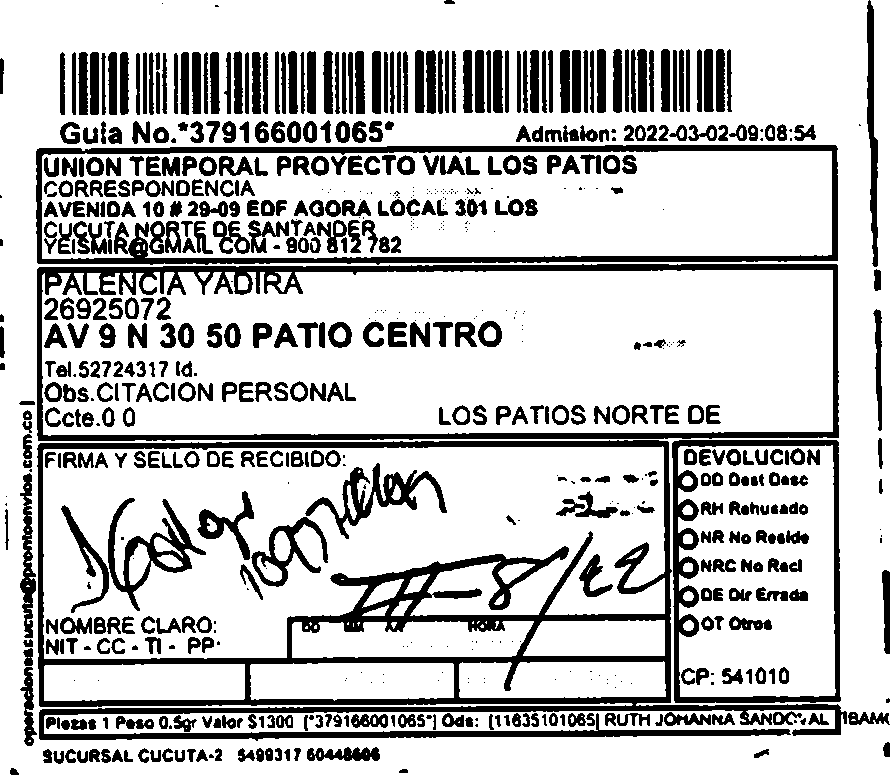 Guia No.*379166001065*
Admision: 2022-03-02-09:08:54
UNION TEMPORAL PROYECTO VIAL LOS PATIOS
CORRESPONDENCIA
AVENIDA 10 # 29-09 EDF AGORA LOCAL 301 LOS
CUCUTA NORTE DE SANTANDER
YEISMIR@GMAIL COM - 900 812 782
PALENCIA YADIRA
26925072
AV 9 N 30 50 PATIO CENTRO
Tel.52724317 Id.
Obs.CITACION PERSONAL
Ccte.0 0
LOS PATIOS NORTE DE
operacionescucuta@prontoenvios.com.co |
FIRMA Y SELLO DE RECIBIDO:
III-8/22
NOMBRE CLARO:
NIT - CC - TI - PP
DD MM AA HORA
DEVOLUCION
DD Dest Desc
RH Rehusado
NR No Reside
NRC No Recl
DE Dir Errada
OT Otros
CP: 541010
Piezas 1 Peso 0.5gr Valor $1300 (*379166001065*] Ods: [11635101065| RUTH JOHANNA SANDOVAL
SUCURSAL CUCUTA-2 5499317 60448606